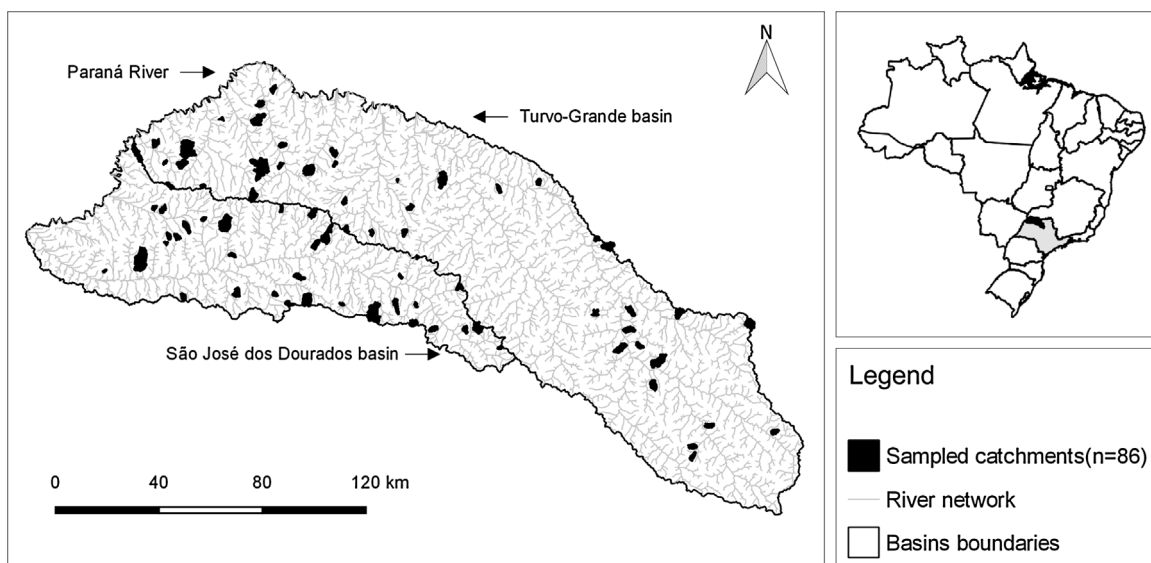 N
Paraná River
Turvo-Grande basin
São José dos Dourados basin
0 40 80 120 km
Legend
Sampled catchments(n=86)
River network
Basins boundaries